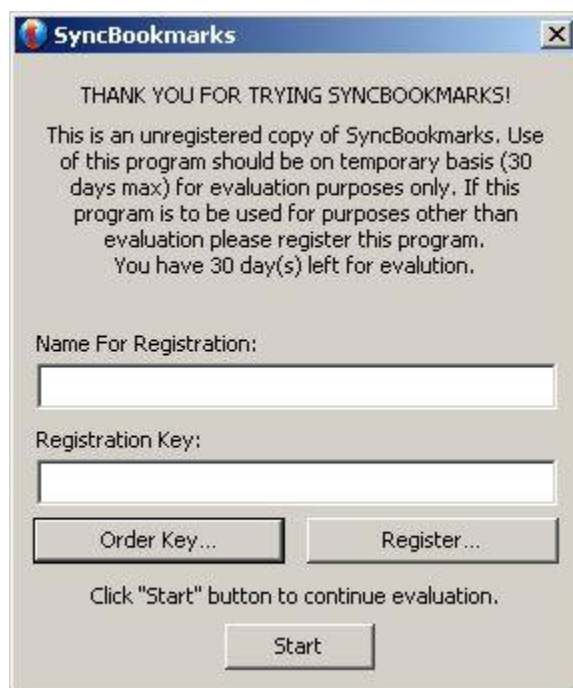 SyncBookmarks
THANK YOU FOR TRYING SYNCBOOKMARKS!
This is an unregistered copy of SyncBookmarks. Use
of this program should be on temporary basis (30
days max) for evaluation purposes only. If this
program is to be used for purposes other than
evaluation please register this program.
You have 30 day(s) left for evalution.
Name For Registration:
Registration Key:
Order Key...
Register...
Click "Start" button to continue evaluation.
Start